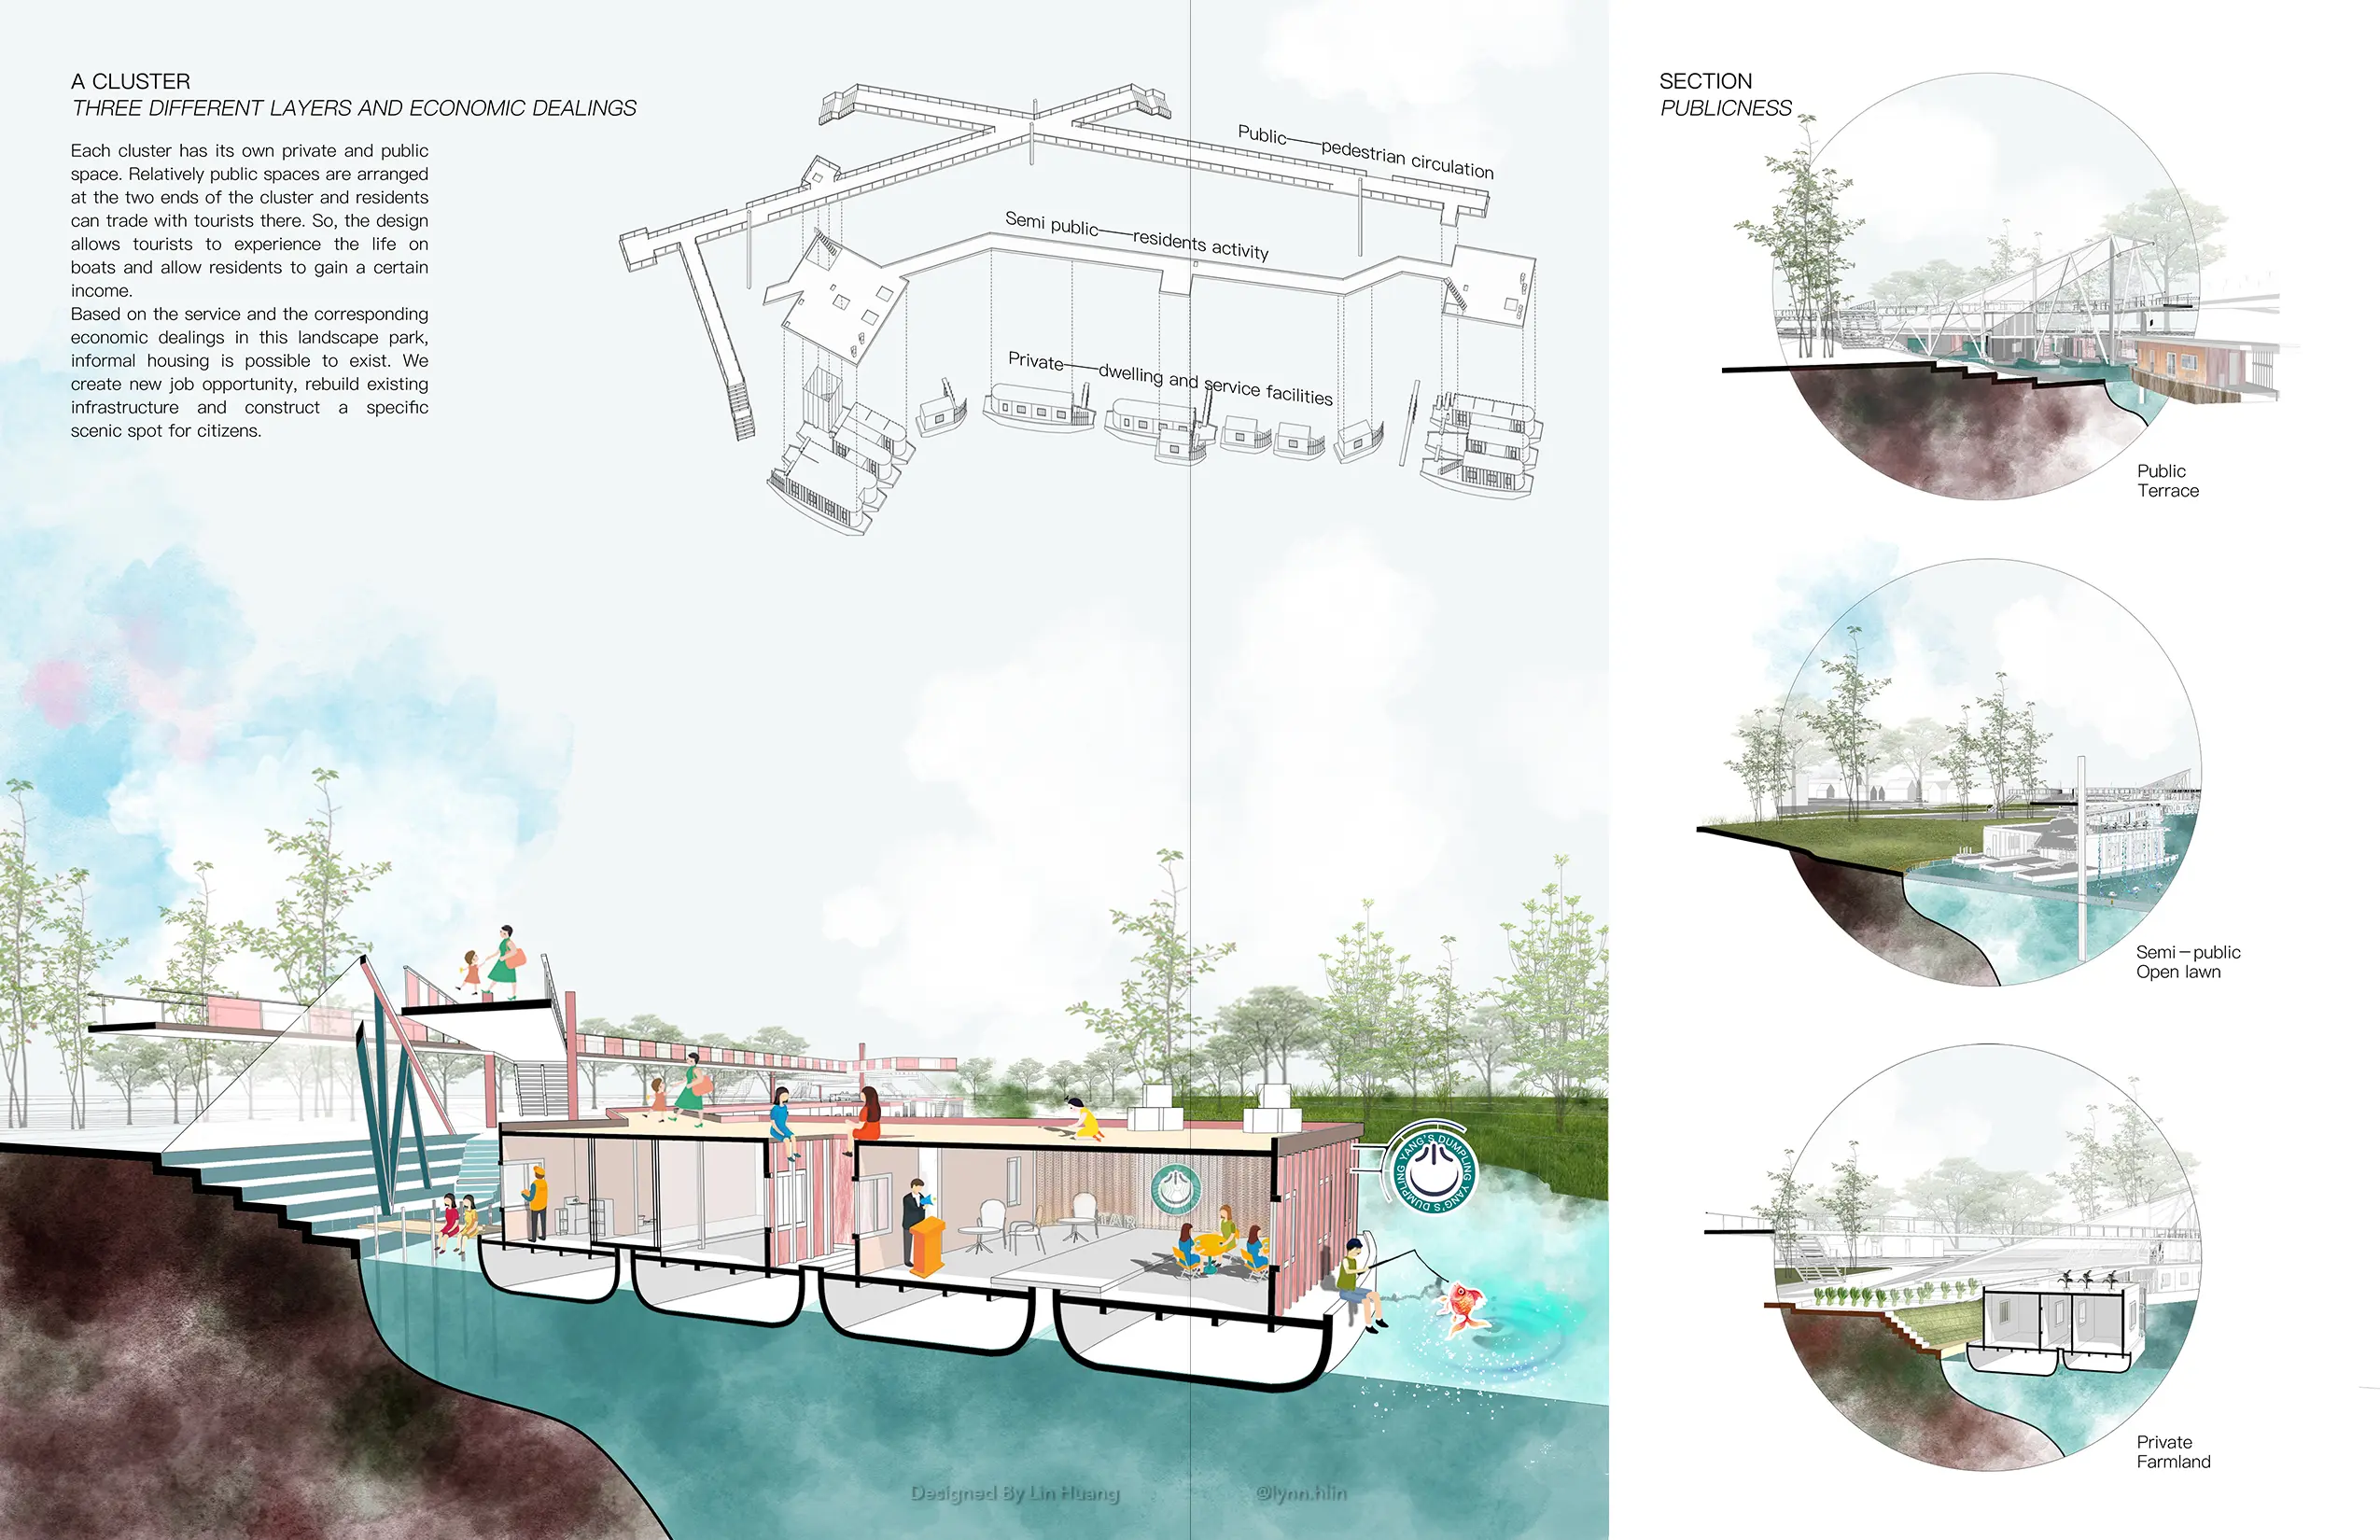 A CLUSTER
THREE DIFFERENT LAYERS AND ECONOMIC DEALINGS
Each cluster has its own private and public
space. Relatively public spaces are arranged
at the two ends of the cluster and residents
can trade with tourists there. So, the design
allows tourists to experience the life on
boats and allow residents to gain a certain
income.
Based on the service and the corresponding
economic dealings in this landscape park,
informal housing is possible to exist. We
create new job opportunity, rebuild existing
infrastructure and construct a specific
scenic spot for citizens.
Public——pedestrian circulation
Semi public——residents activity
Private——dwelling and service facilities
YANG'S DUMPLING YANG'S DUMPLING
Designed By Lin Huang
@lynn.hlin
SECTION
PUBLICNESS
Public
Terrace
Semi-public
Open lawn
Private
Farmland